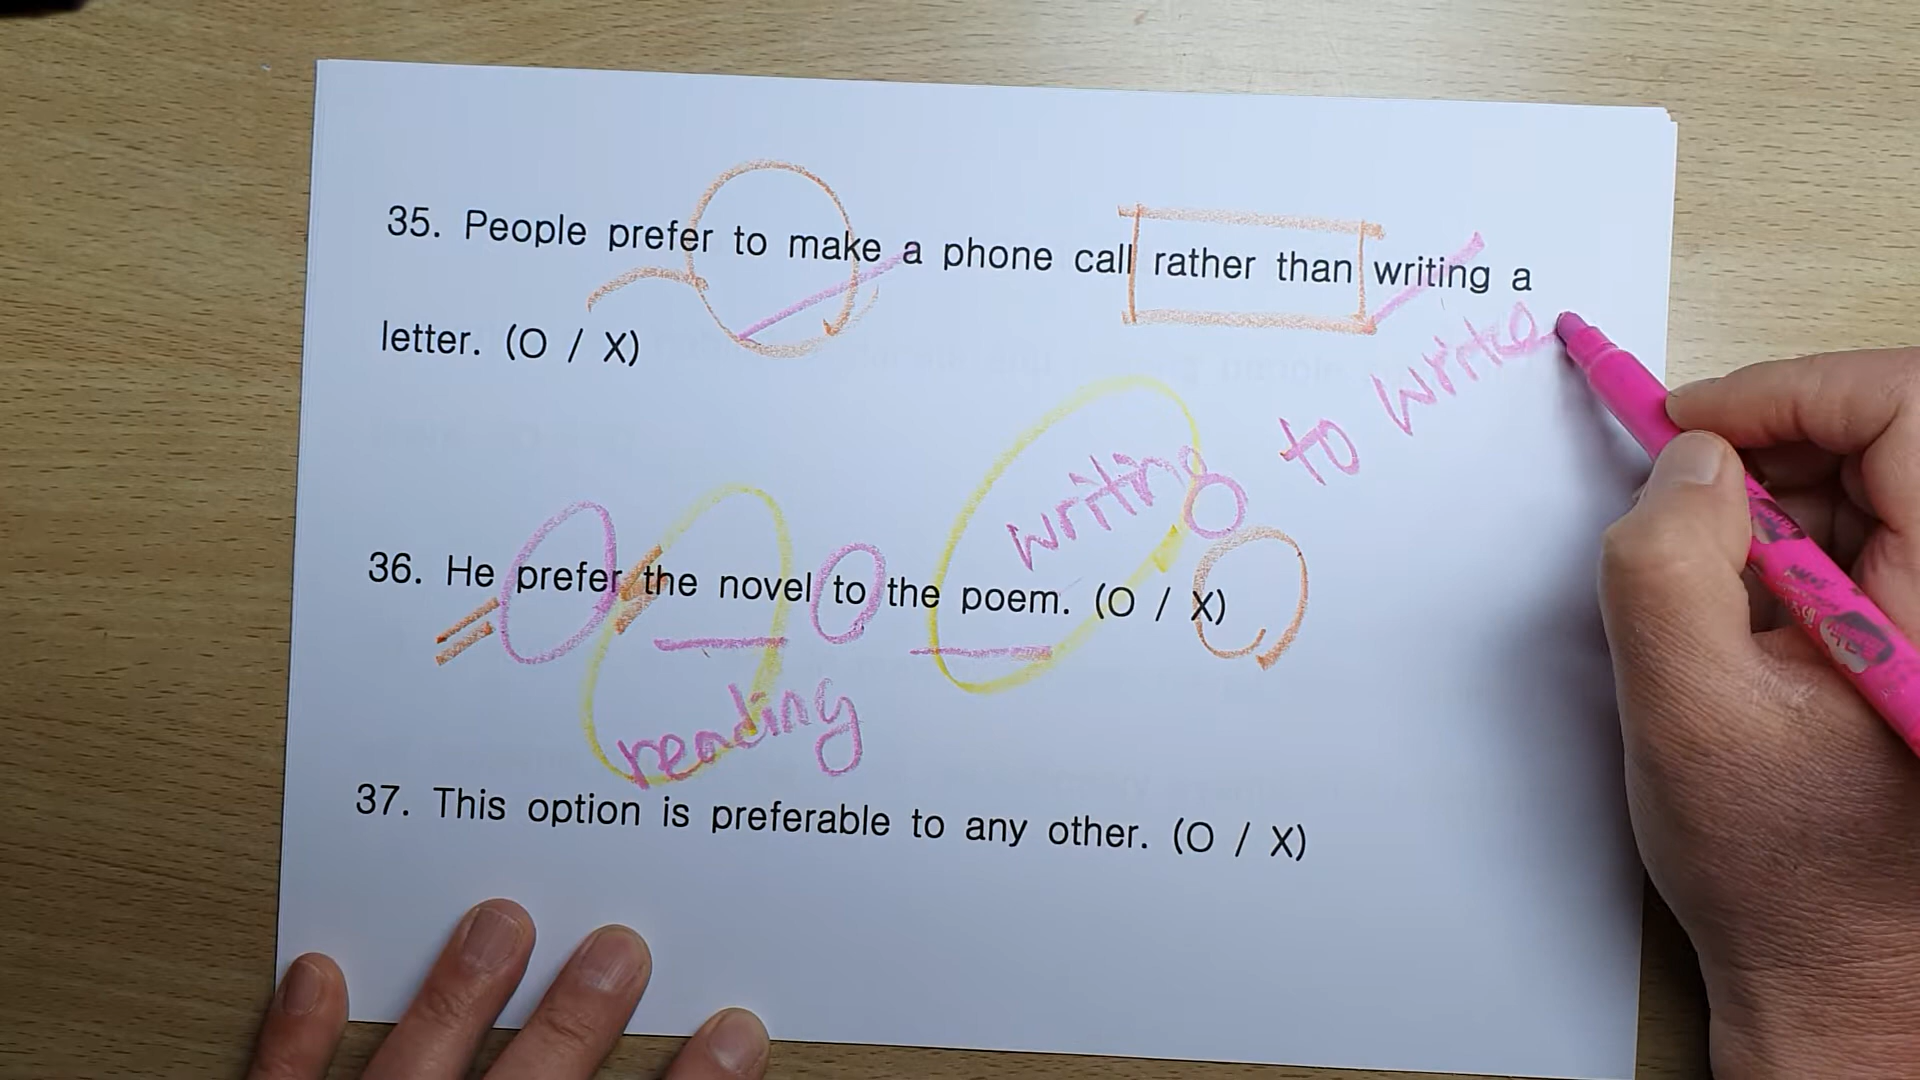 35. People prefer to make a phone call rather than writing a
letter. (O / X)
to write
writing
36. He prefer the novel to the poem. (O / X)
reading
37. This option is preferable to any other. (O / X)